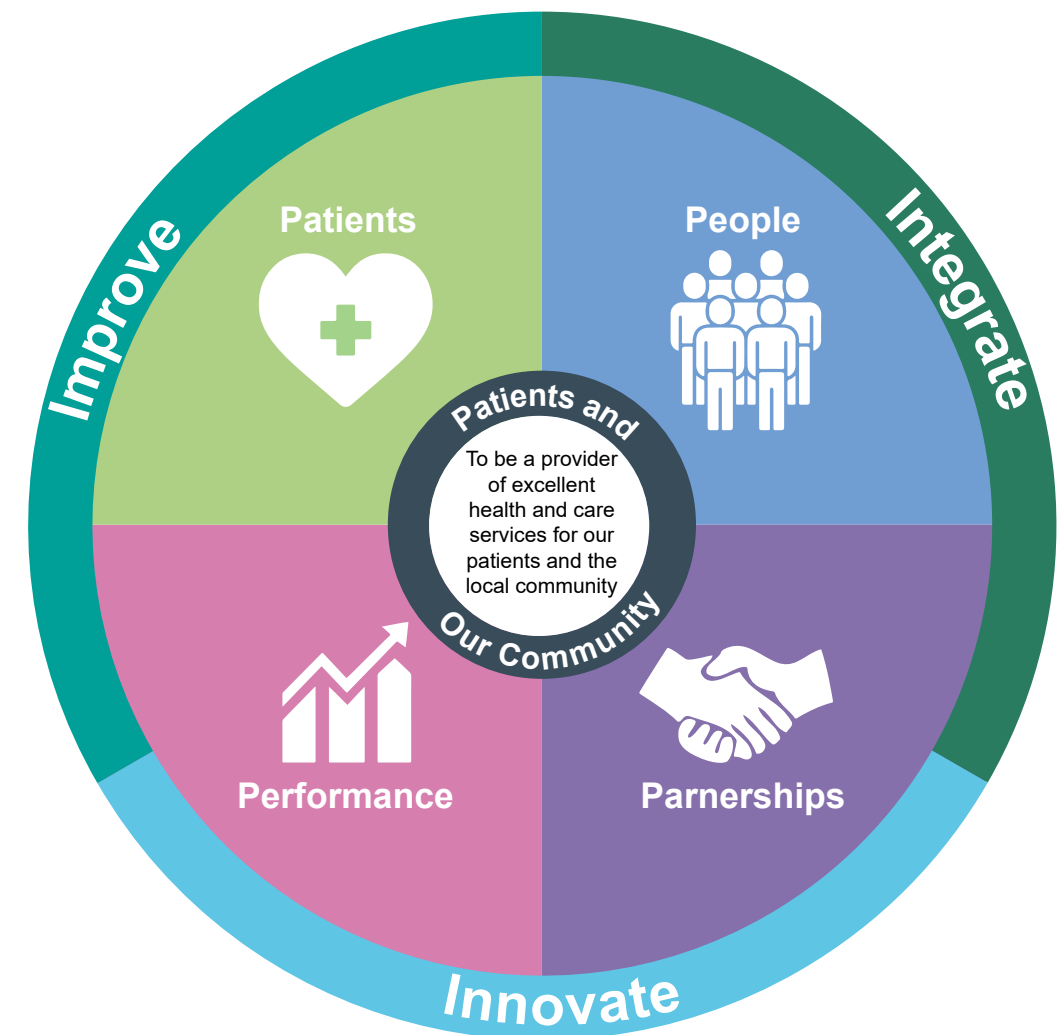 Improve
Integrate
Patients
People
Patients and
To be a provider
of excellent
health and care
services for our
patients and the
local community
Our Community
Performance
Parnerships
Innovate